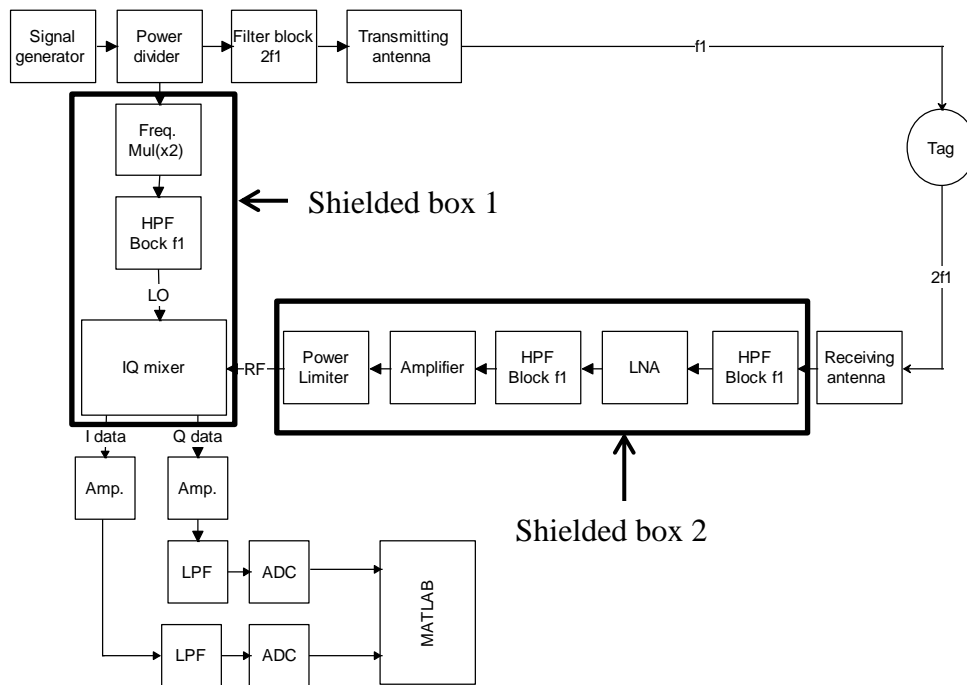 Signal
generator
Power
divider
Filter block
2f1
Transmitting
antenna
f1
Freq.
Mul(x2)
Tag
Shielded box 1
HPF
Bock f1
2f1
LO
IQ mixer
RF
Power
Limiter
Amplifier
HPF
Block f1
LNA
HPF
Block f1
Receiving
antenna
I data
Q data
Amp.
Amp.
Shielded box 2
LPF
ADC
MATLAB
LPF
ADC